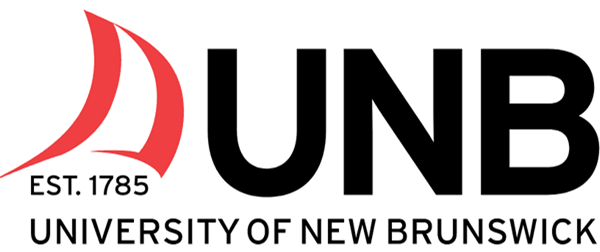 UNB
EST. 1785
UNIVERSITY OF NEW BRUNSWICK